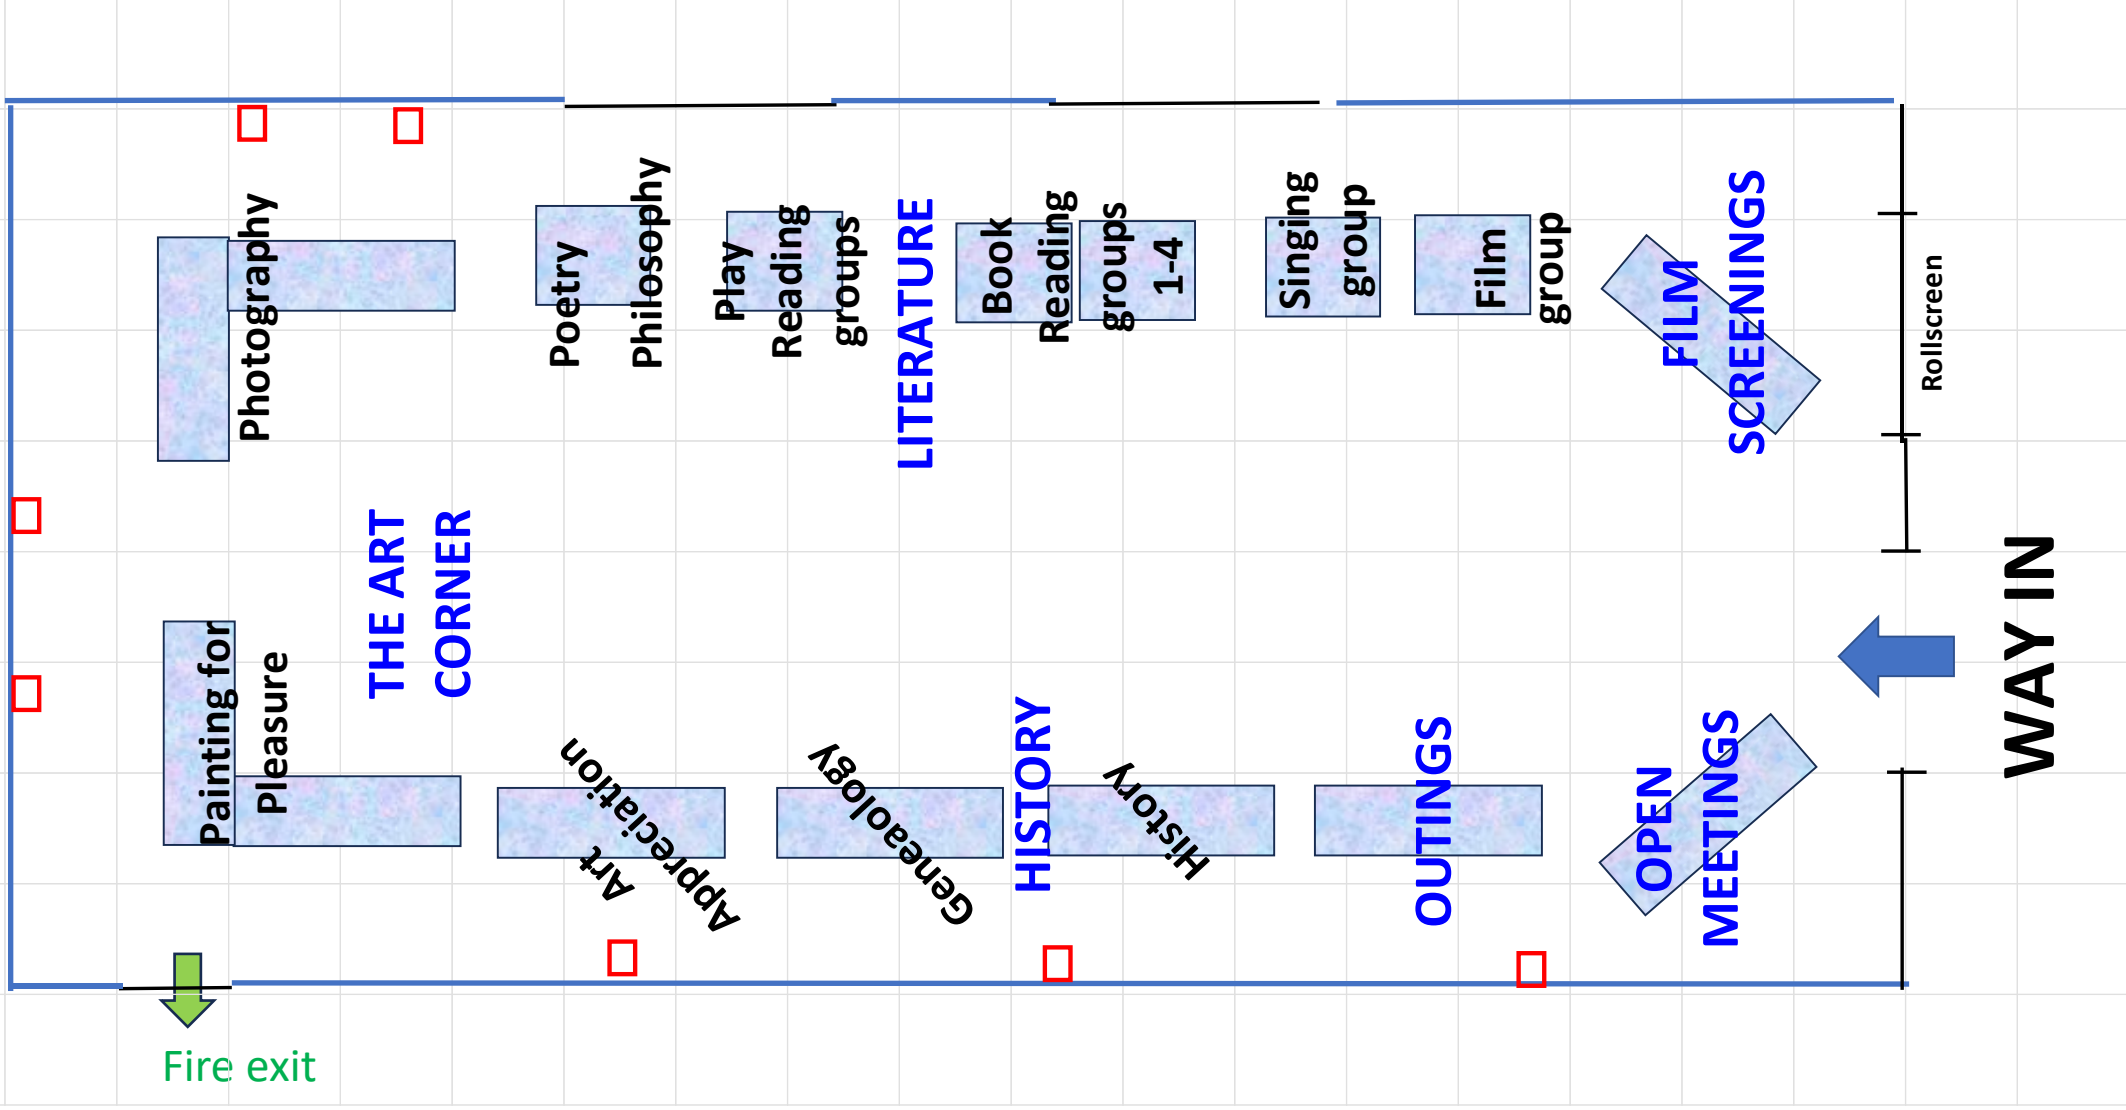 Photography
Poetry
Philosophy
Play
Reading
groups
LITERATURE
Book
Reading
groups
1-4
Singing
group
Film
group
FILM
SCREENINGS
Rollscreen
THE ART
CORNER
WAY IN
Painting for
Pleasure
Art
Appreciation
Geneaology
HISTORY
History
OUTINGS
OPEN
MEETINGS
Fire exit